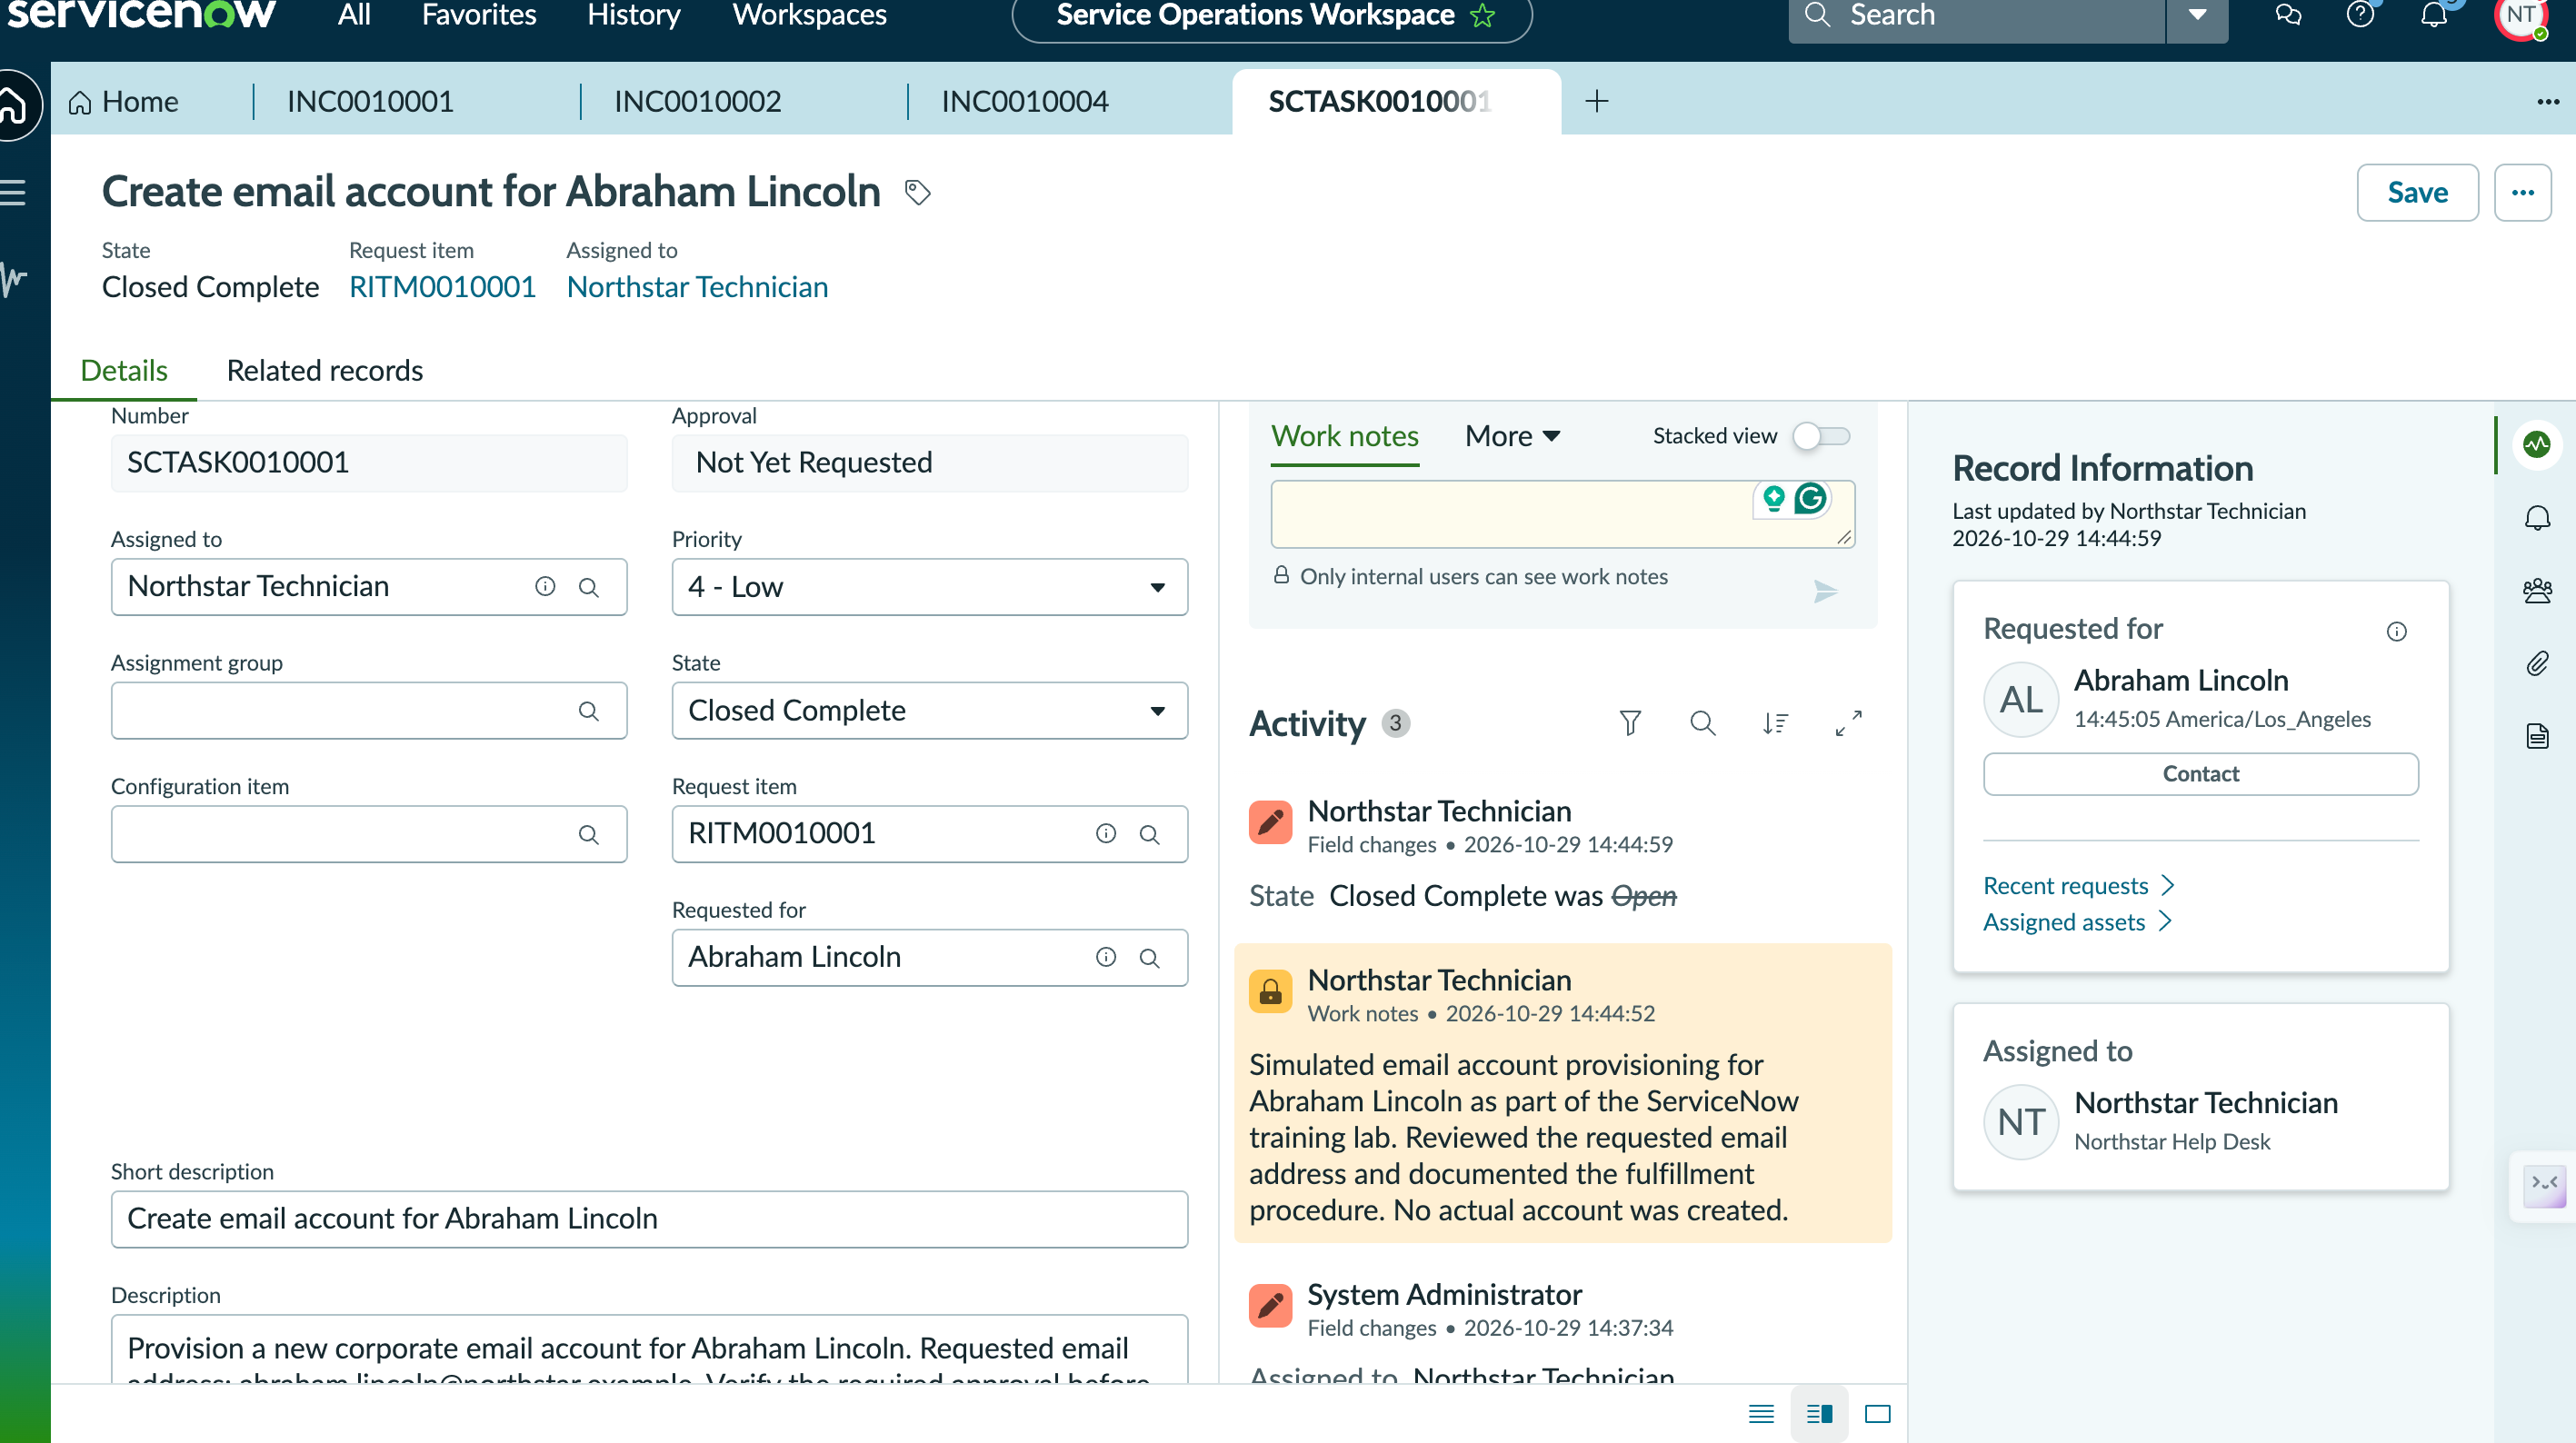 servicenow
All Favorites History Workspaces
Service Operations Workspace
Search
NT
Home
INC0010001
INC0010002
INC0010004
SCTASK0010001
Create email account for Abraham Lincoln
Save
State
Closed Complete
Request item
RITM0010001
Assigned to
Northstar Technician
Details
Related records
Number
SCTASK0010001
Approval
Not Yet Requested
Assigned to
Northstar Technician
Priority
4 - Low
Assignment group
State
Closed Complete
Configuration item
Request item
RITM0010001
Requested for
Abraham Lincoln
Short description
Create email account for Abraham Lincoln
Description
Provision a new corporate email account for Abraham Lincoln. Requested email
address: abraham.lincoln@northstar.example. Verify the required approval before
Work notes
More
Stacked view
Only internal users can see work notes
Activity 3
Northstar Technician
Field changes • 2026-10-29 14:44:59
State Closed Complete was Open
Northstar Technician
Work notes • 2026-10-29 14:44:52
Simulated email account provisioning for
Abraham Lincoln as part of the ServiceNow
training lab. Reviewed the requested email
address and documented the fulfillment
procedure. No actual account was created.
System Administrator
Field changes • 2026-10-29 14:37:34
Assigned to Northstar Technician
Record Information
Last updated by Northstar Technician
2026-10-29 14:44:59
Requested for
AL
Abraham Lincoln
14:45:05 America/Los_Angeles
Contact
Recent requests
Assigned assets
Assigned to
NT
Northstar Technician
Northstar Help Desk